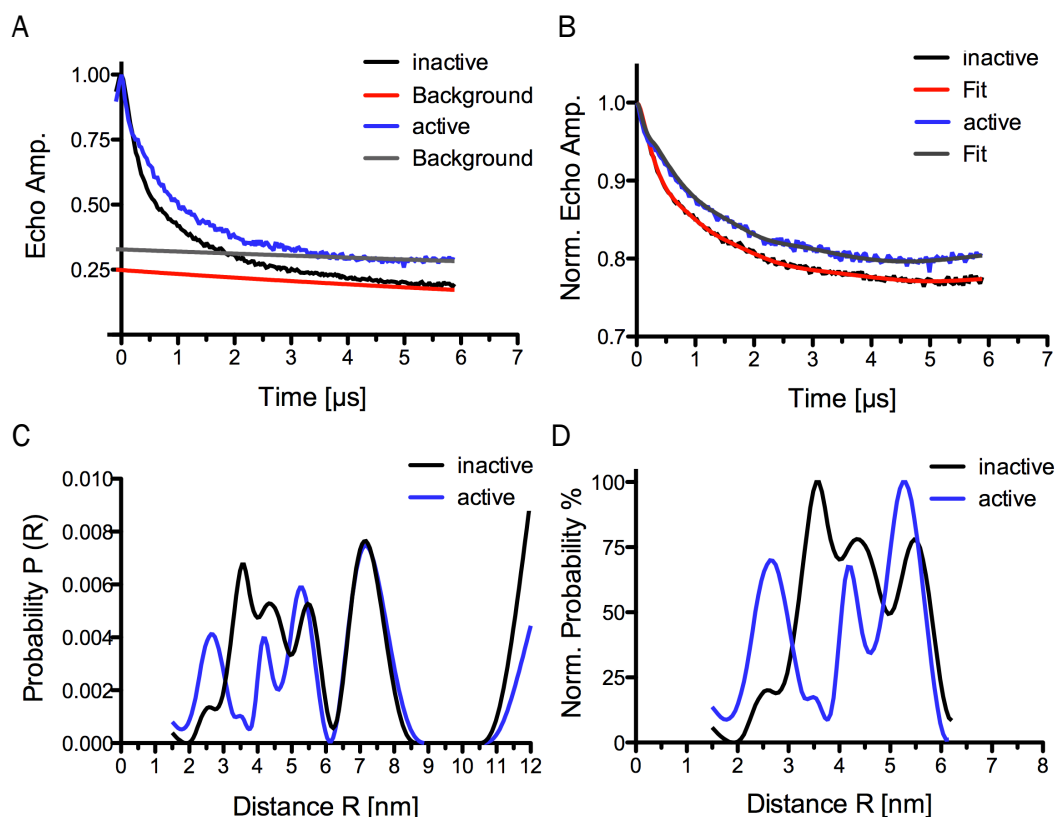 A
inactive
Background
active
Background
Echo Amp.
1.00
0.75
0.50
0.25
0 1 2 3 4 5 6 7
Time [µs]
B
inactive
Fit
active
Fit
Norm. Echo Amp.
1.0
0.9
0.8
0.7
0 1 2 3 4 5 6 7
Time [µs]
C
inactive
active
Probability P (R)
0.010
0.008
0.006
0.004
0.002
0.000
0 1 2 3 4 5 6 7 8 9 10 11 12
Distance R [nm]
D
inactive
active
Norm. Probability %
100
75
50
25
0
0 1 2 3 4 5 6 7 8
Distance R [nm]